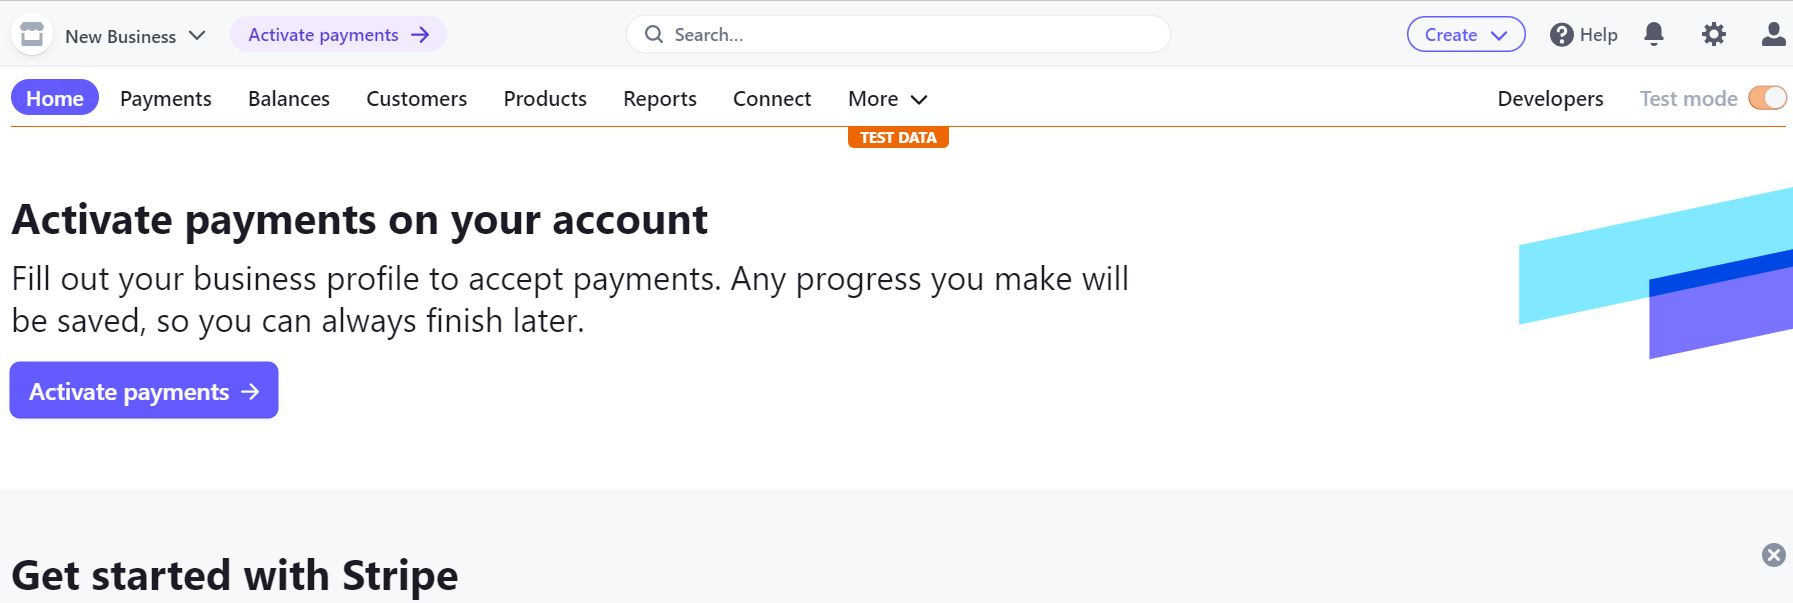 New Business
Activate payments
Search...
Create
Help
Home
Payments
Balances
Customers
Products
Reports
Connect
More
Developers
Test mode
TEST DATA
Activate payments on your account
Fill out your business profile to accept payments. Any progress you make will
be saved, so you can always finish later.
Activate payments
Get started with Stripe